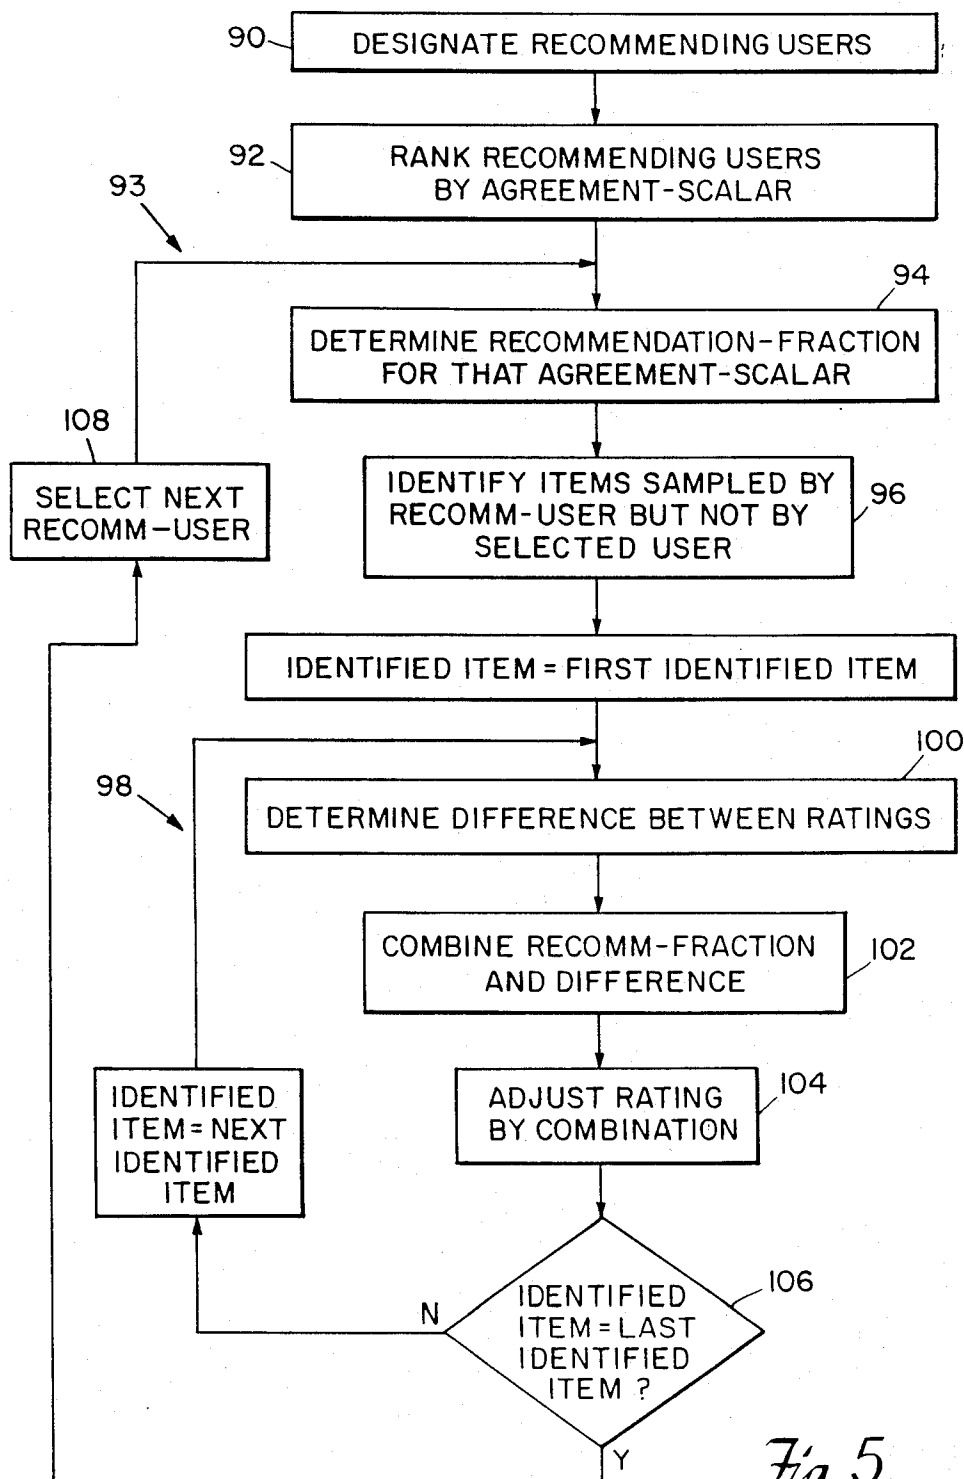 90
DESIGNATE RECOMMENDING USERS
92
RANK RECOMMENDING USERS
BY AGREEMENT-SCALAR
93
94
DETERMINE RECOMMENDATION-FRACTION
FOR THAT AGREEMENT-SCALAR
108
SELECT NEXT
RECOMM-USER
IDENTIFY ITEMS SAMPLED BY
RECOMM-USER BUT NOT BY
SELECTED USER
96
IDENTIFIED ITEM = FIRST IDENTIFIED ITEM
98
100
DETERMINE DIFFERENCE BETWEEN RATINGS
COMBINE RECOMM-FRACTION
AND DIFFERENCE
102
IDENTIFIED
ITEM = NEXT
IDENTIFIED
ITEM
ADJUST RATING
BY COMBINATION
104
106
IDENTIFIED
ITEM = LAST
IDENTIFIED
ITEM ?
N
Y
Fig. 5